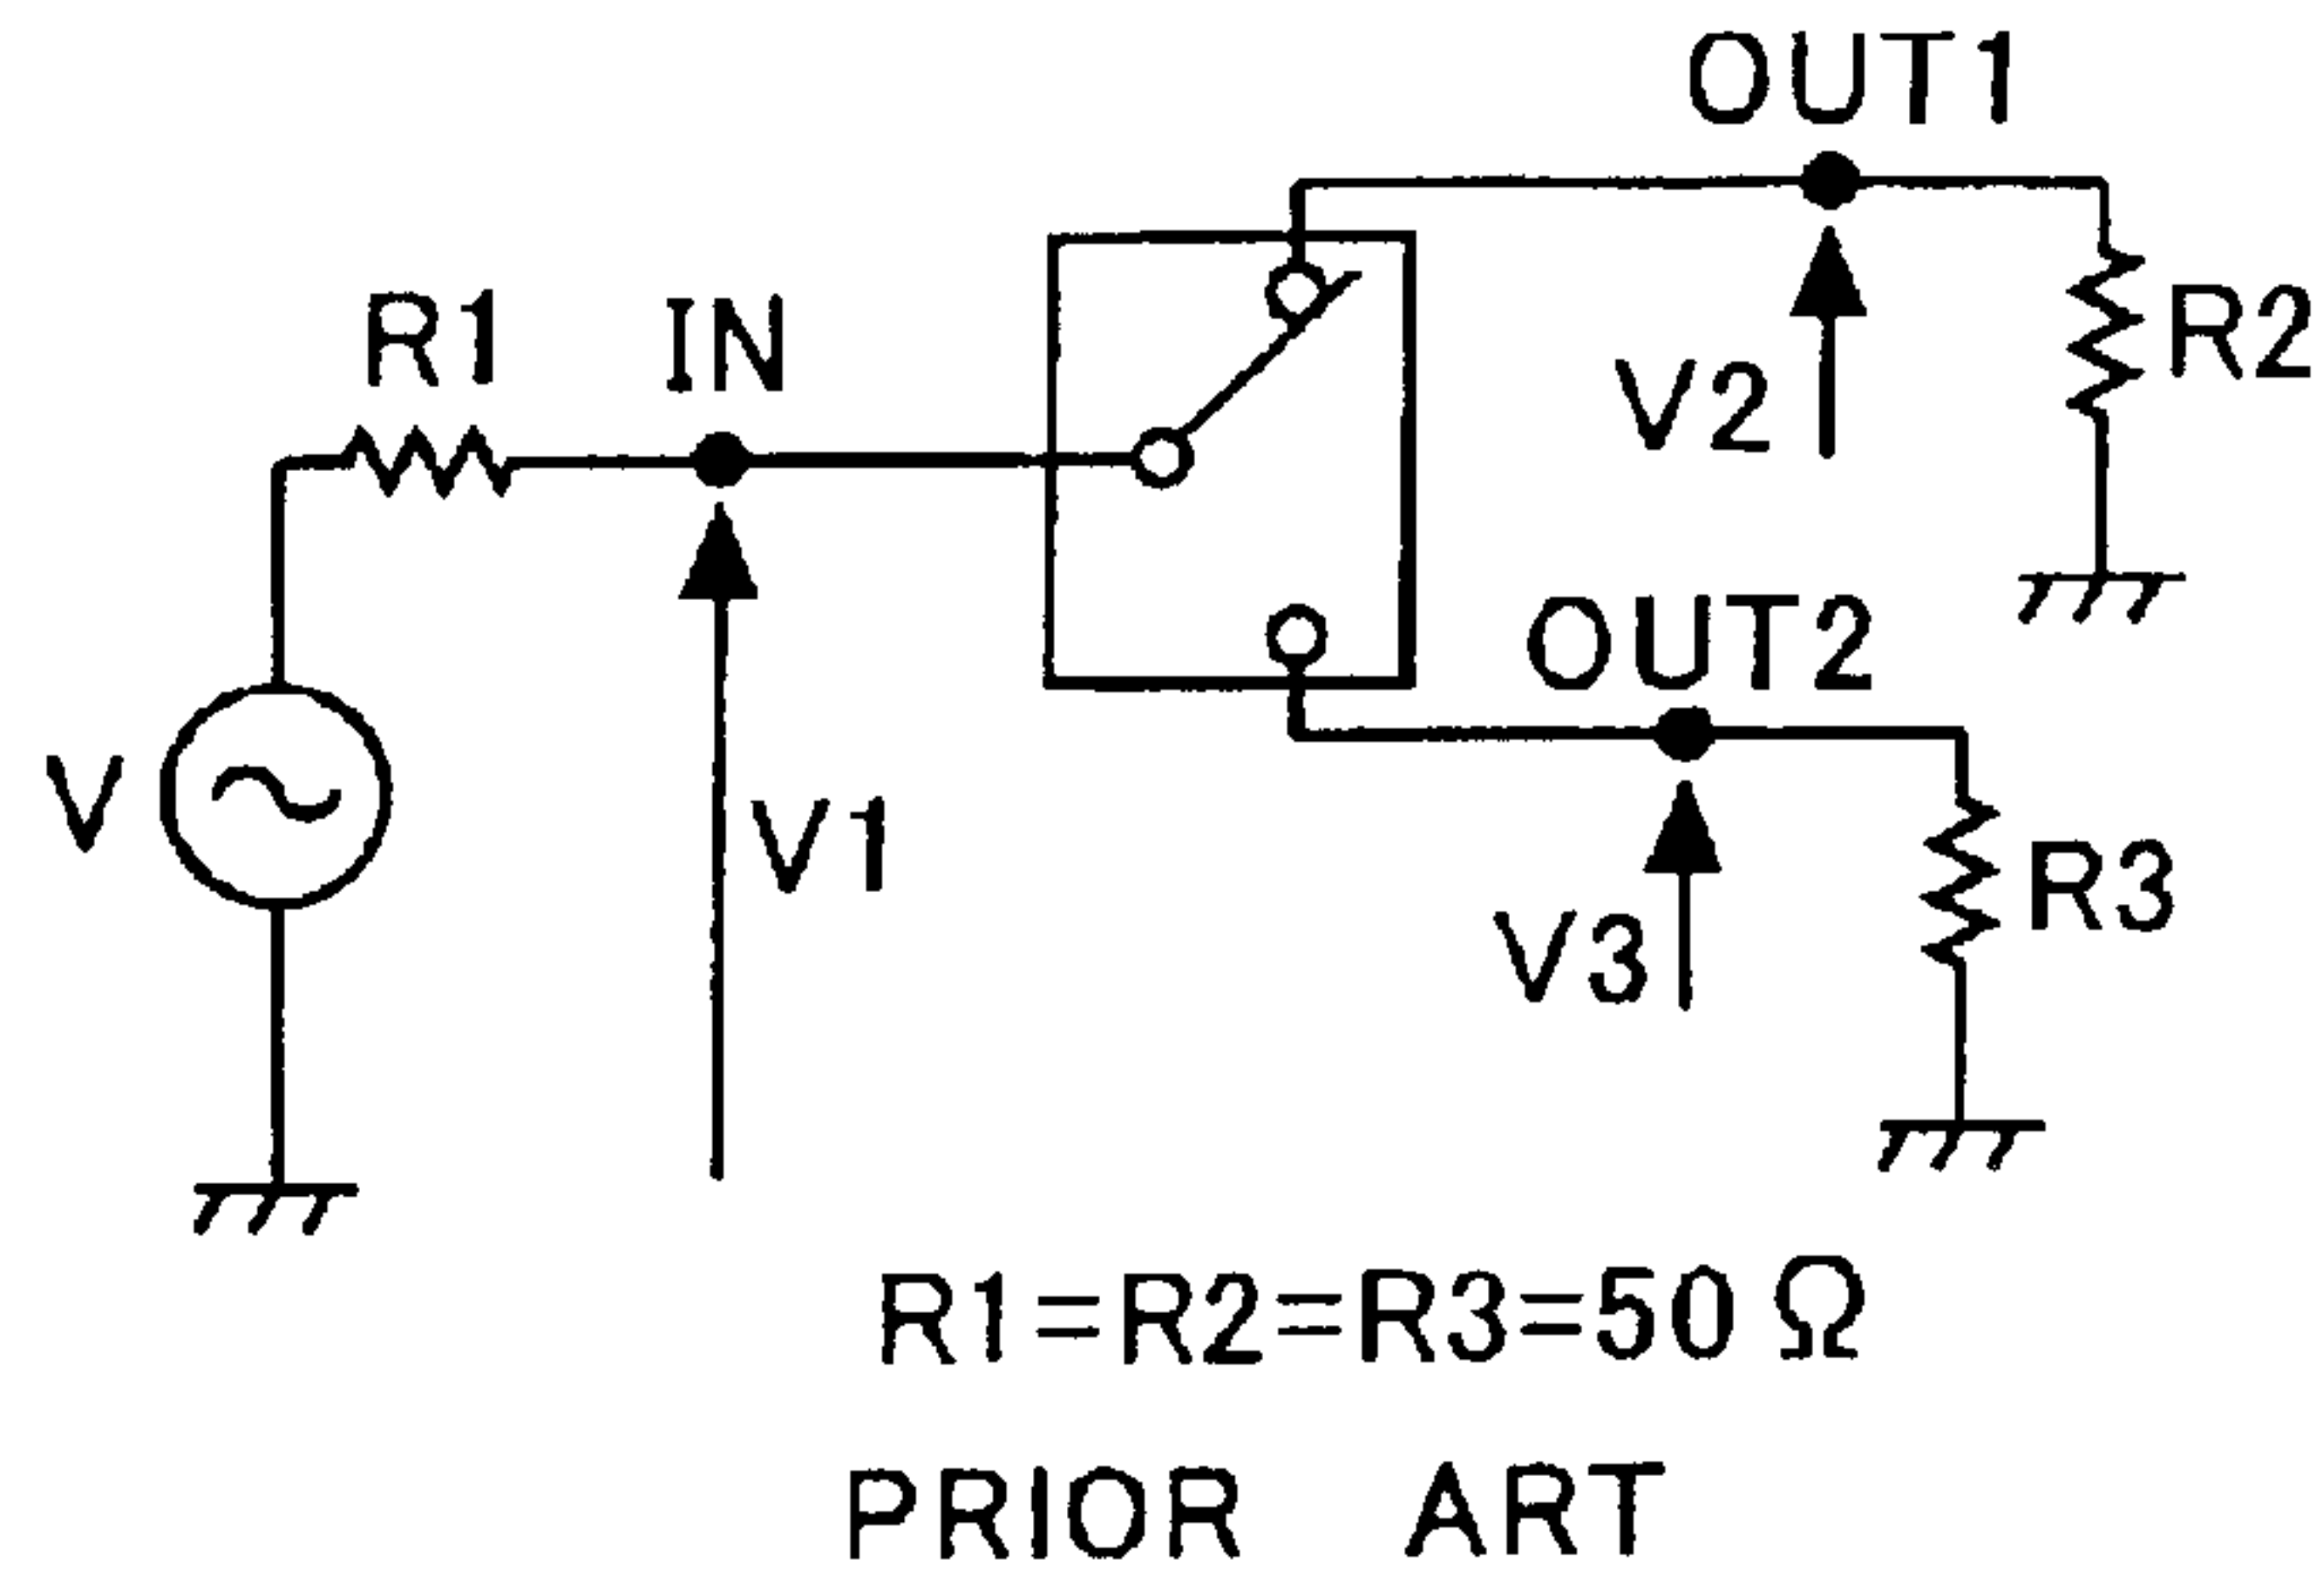 OUT1
R1
IN
R2
V2
OUT2
V
V1
R3
V3
R1=R2=R3=50 Ω
PRIOR ART